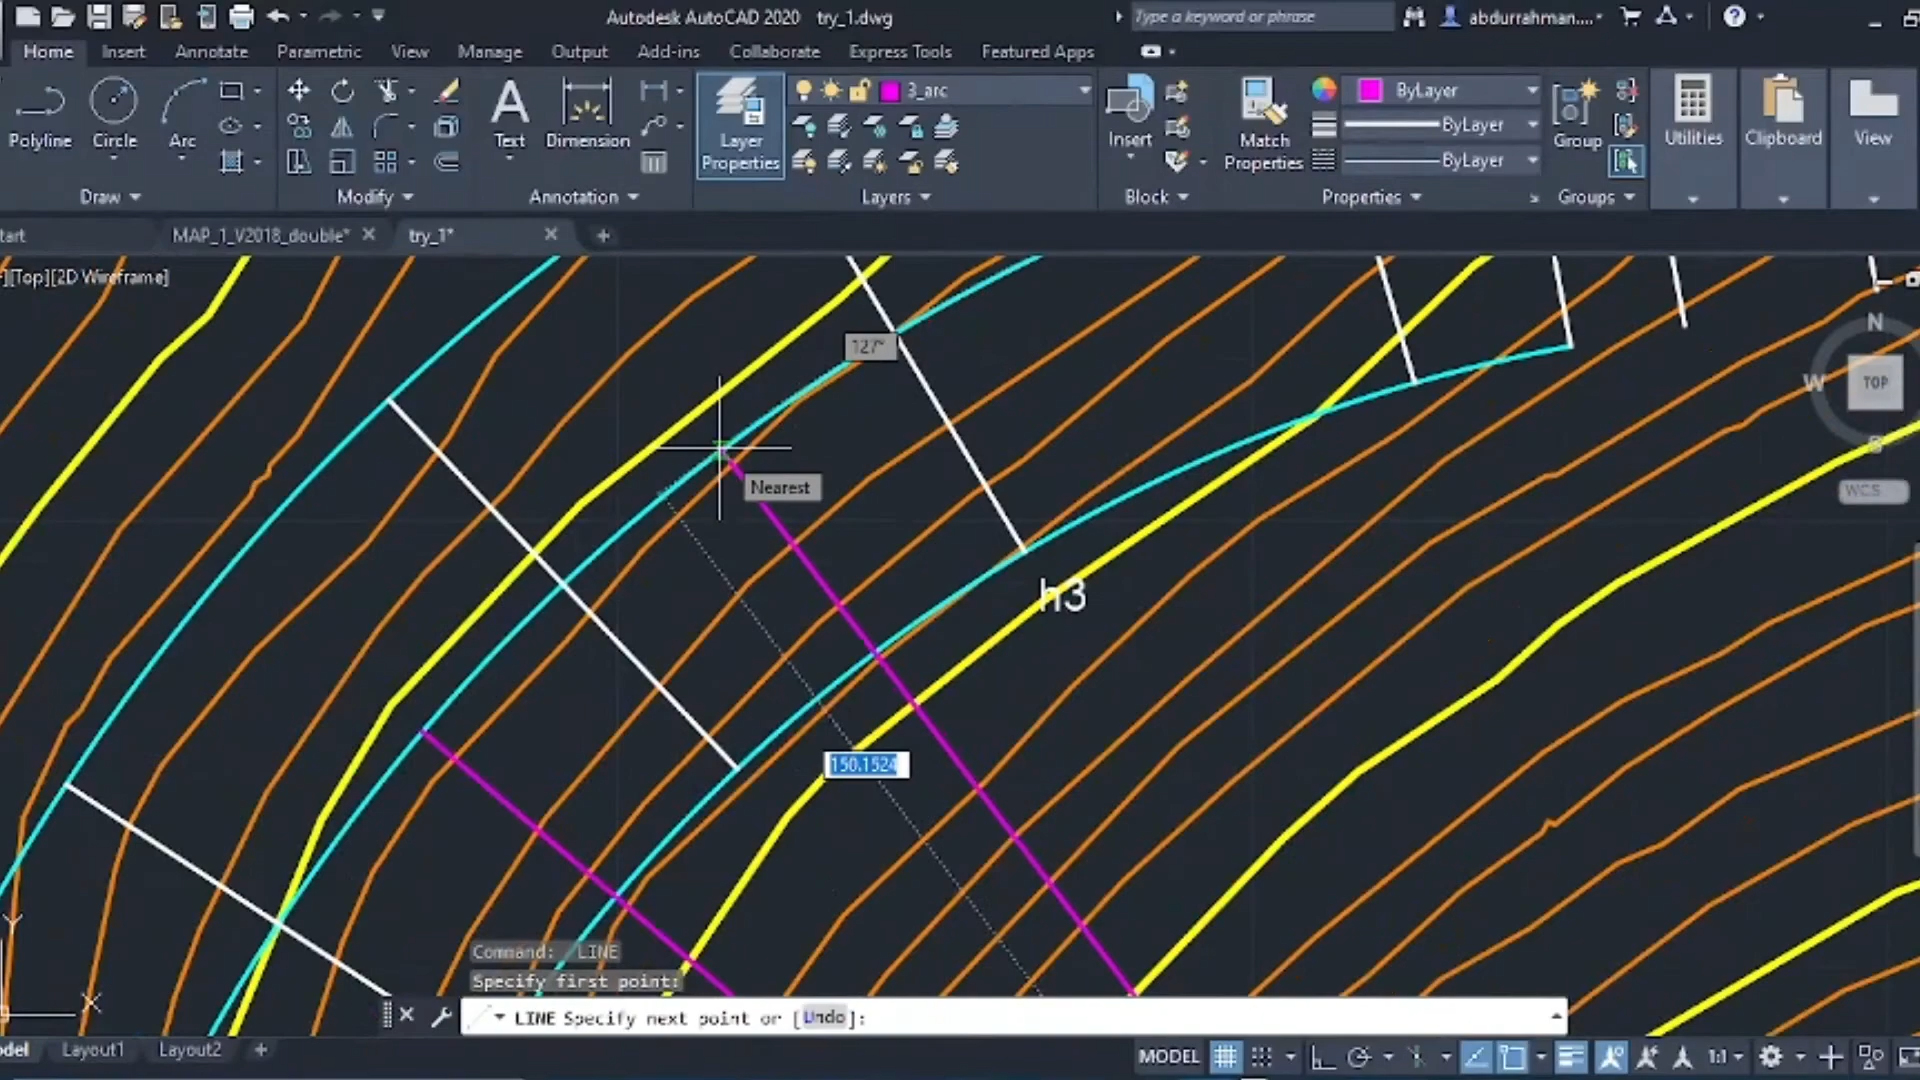 Autodesk AutoCAD 2020 try_1.dwg
Type a keyword or phrase
abdurrahman....
Home Insert Annotate Parametric View Manage Output Add-ins Collaborate Express Tools Featured Apps
3_arc
ByLayer
Polyline Circle Arc
Text Dimension
Layer Properties
Insert
Match Properties
ByLayer
ByLayer
Group
Utilities Clipboard View
Draw Modify Annotation Layers Block Properties Groups
tart MAP_1_V2018_double* try_1*
][Top][2D Wireframe]
N
W TOP
S
WCS
127°
Nearest
h3
150.1524
Y
X
Command: LINE
Specify first point:
LINE Specify next point or [Undo]:
odel Layout1 Layout2
MODEL 1:1